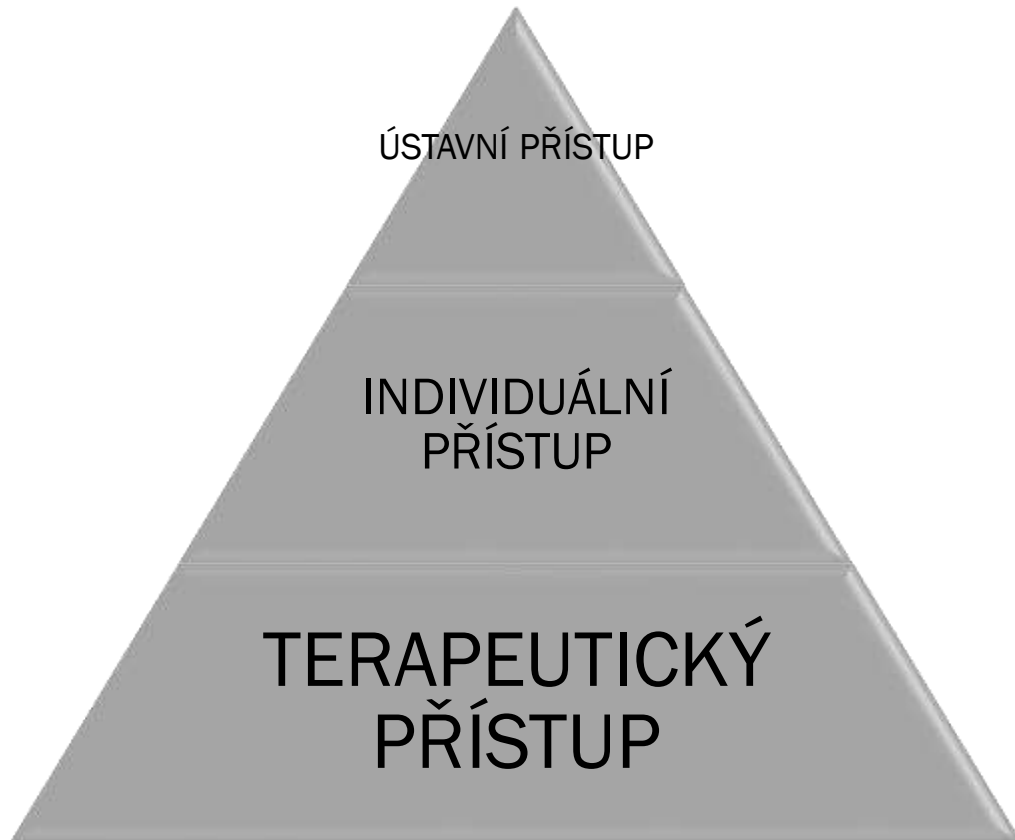 ÚSTAVNÍ PŘÍSTUP
INDIVIDUÁLNÍ
PŘÍSTUP
TERAPEUTICKÝ
PŘÍSTUP